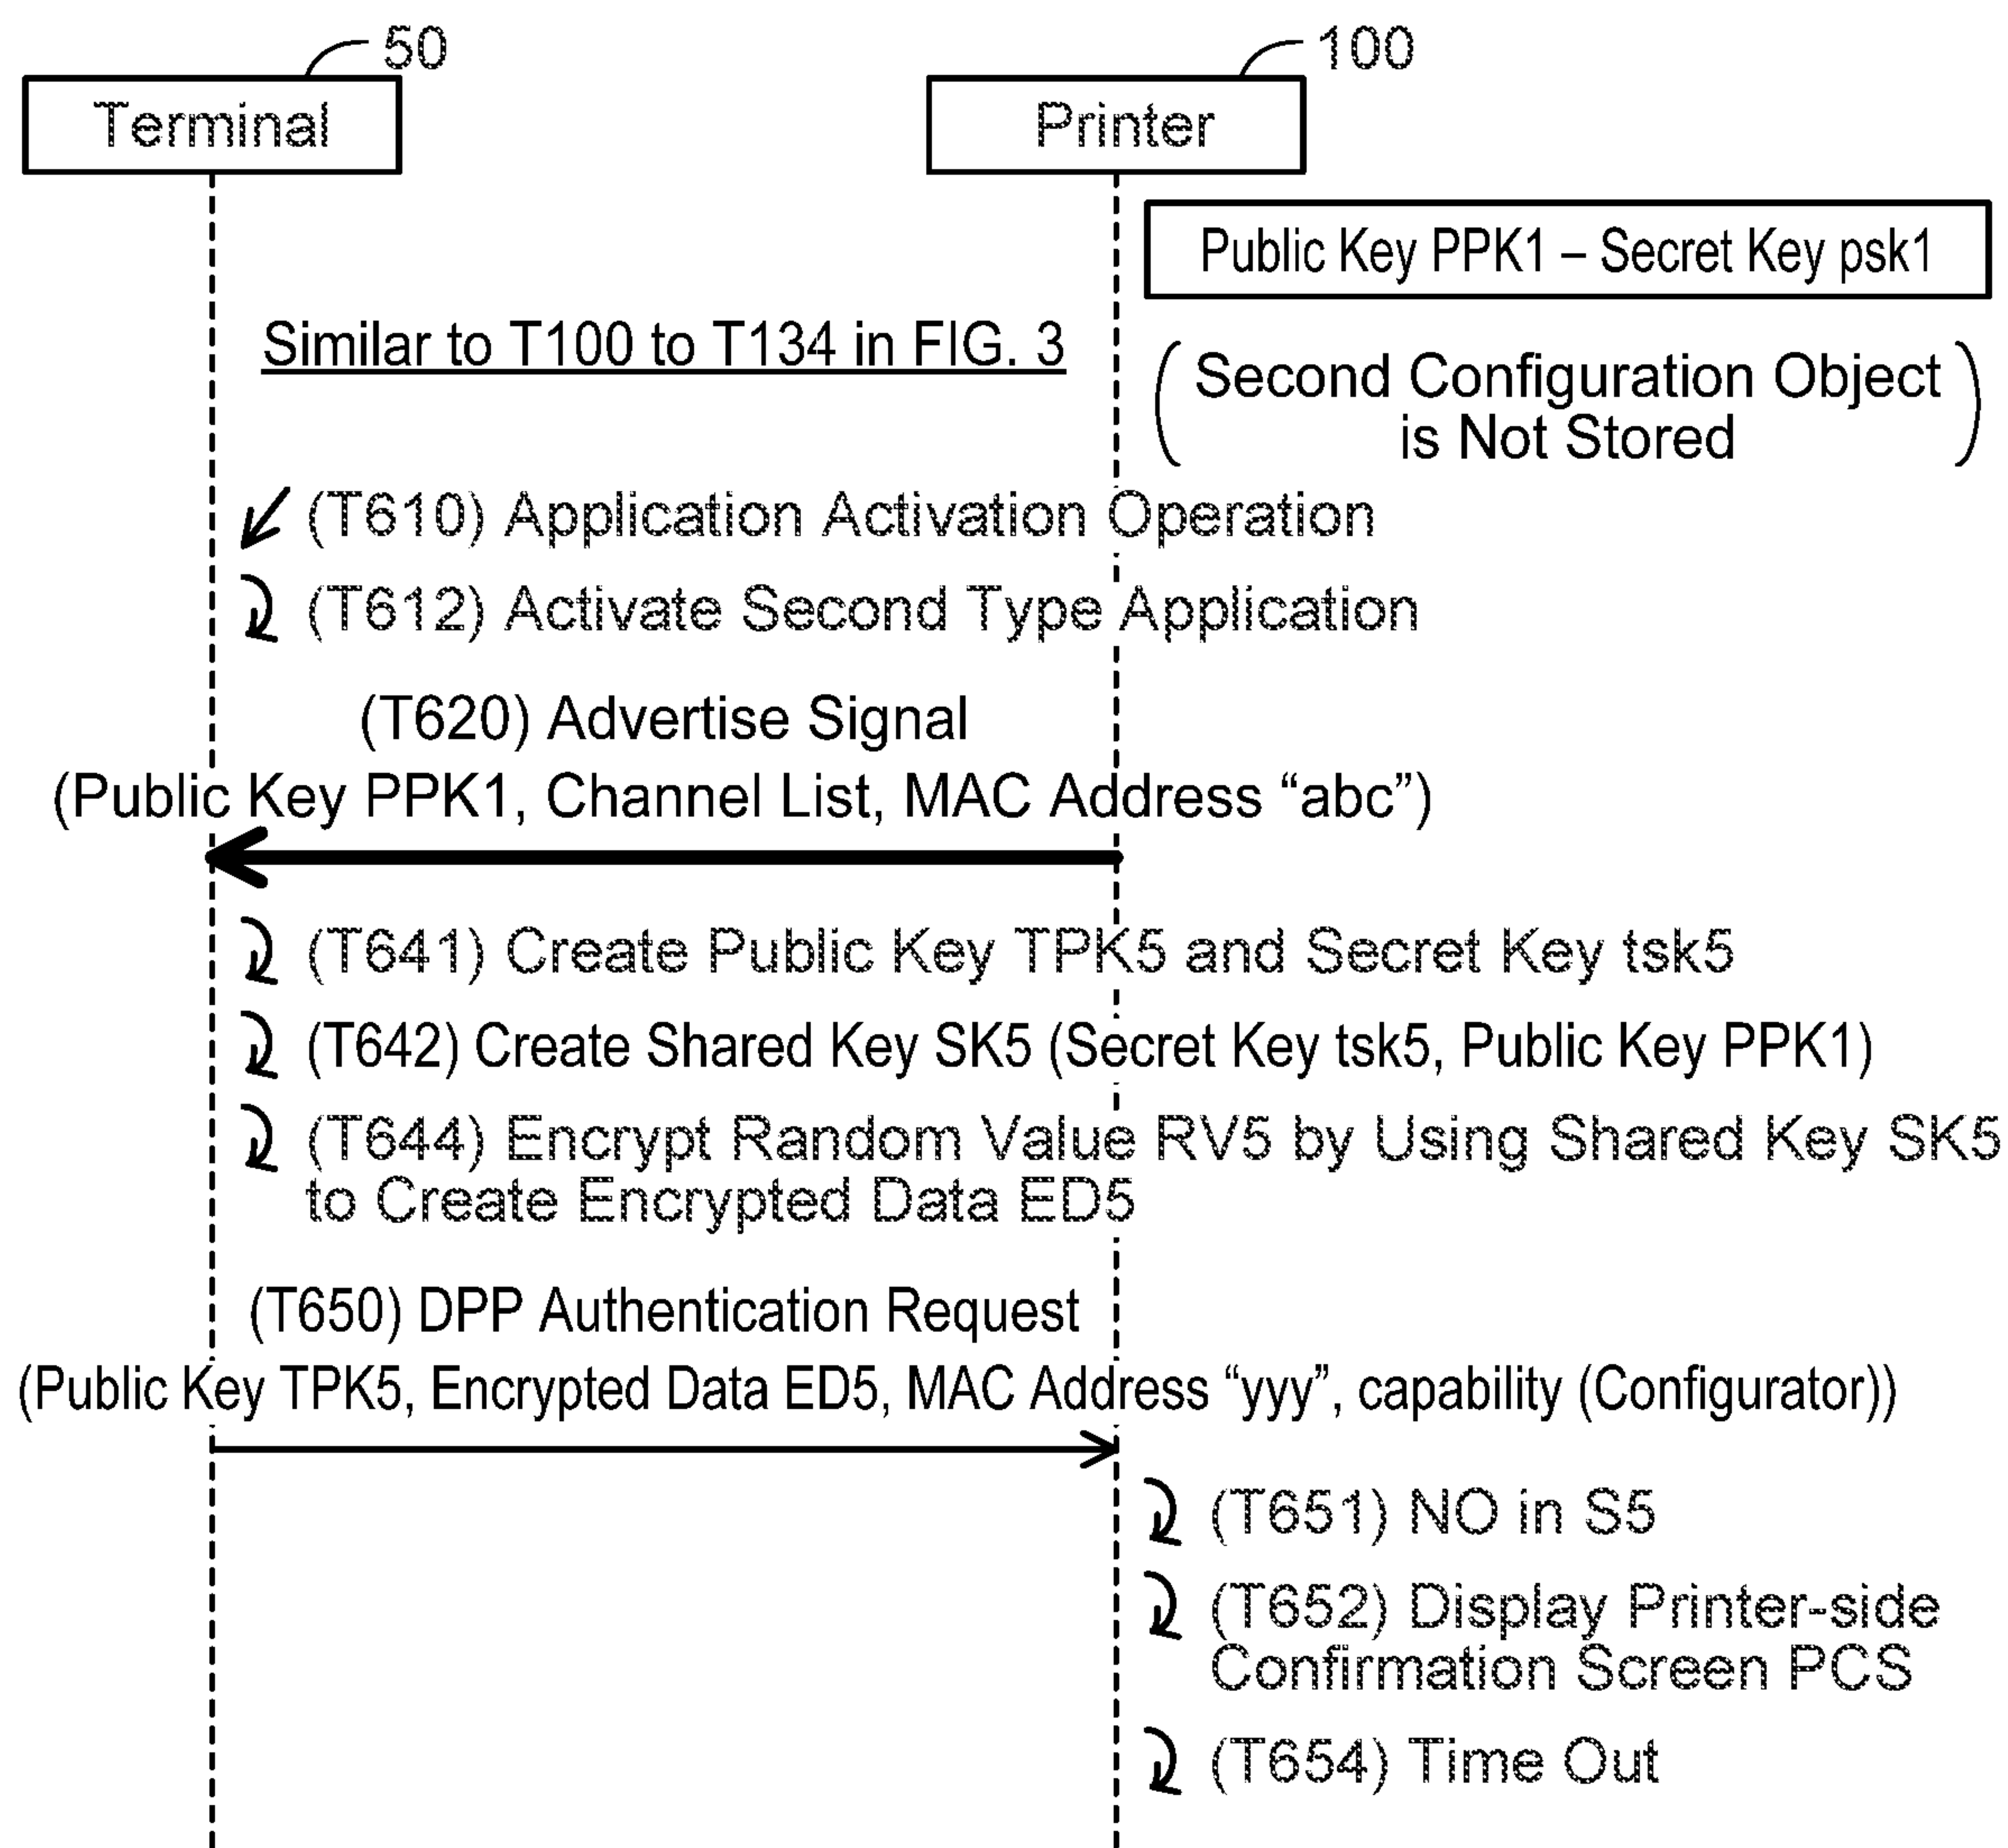 50
100
Terminal
Printer
Public Key PPK1 – Secret Key psk1
Similar to T100 to T134 in FIG. 3
(Second Configuration Object
is Not Stored)
(T610) Application Activation Operation
(T612) Activate Second Type Application
(T620) Advertise Signal
(Public Key PPK1, Channel List, MAC Address “abc”)
(T641) Create Public Key TPK5 and Secret Key tsk5
(T642) Create Shared Key SK5 (Secret Key tsk5, Public Key PPK1)
(T644) Encrypt Random Value RV5 by Using Shared Key SK5
to Create Encrypted Data ED5
(T650) DPP Authentication Request
(Public Key TPK5, Encrypted Data ED5, MAC Address “yyy”, capability (Configurator))
(T651) NO in S5
(T652) Display Printer-side
Confirmation Screen PCS
(T654) Time Out